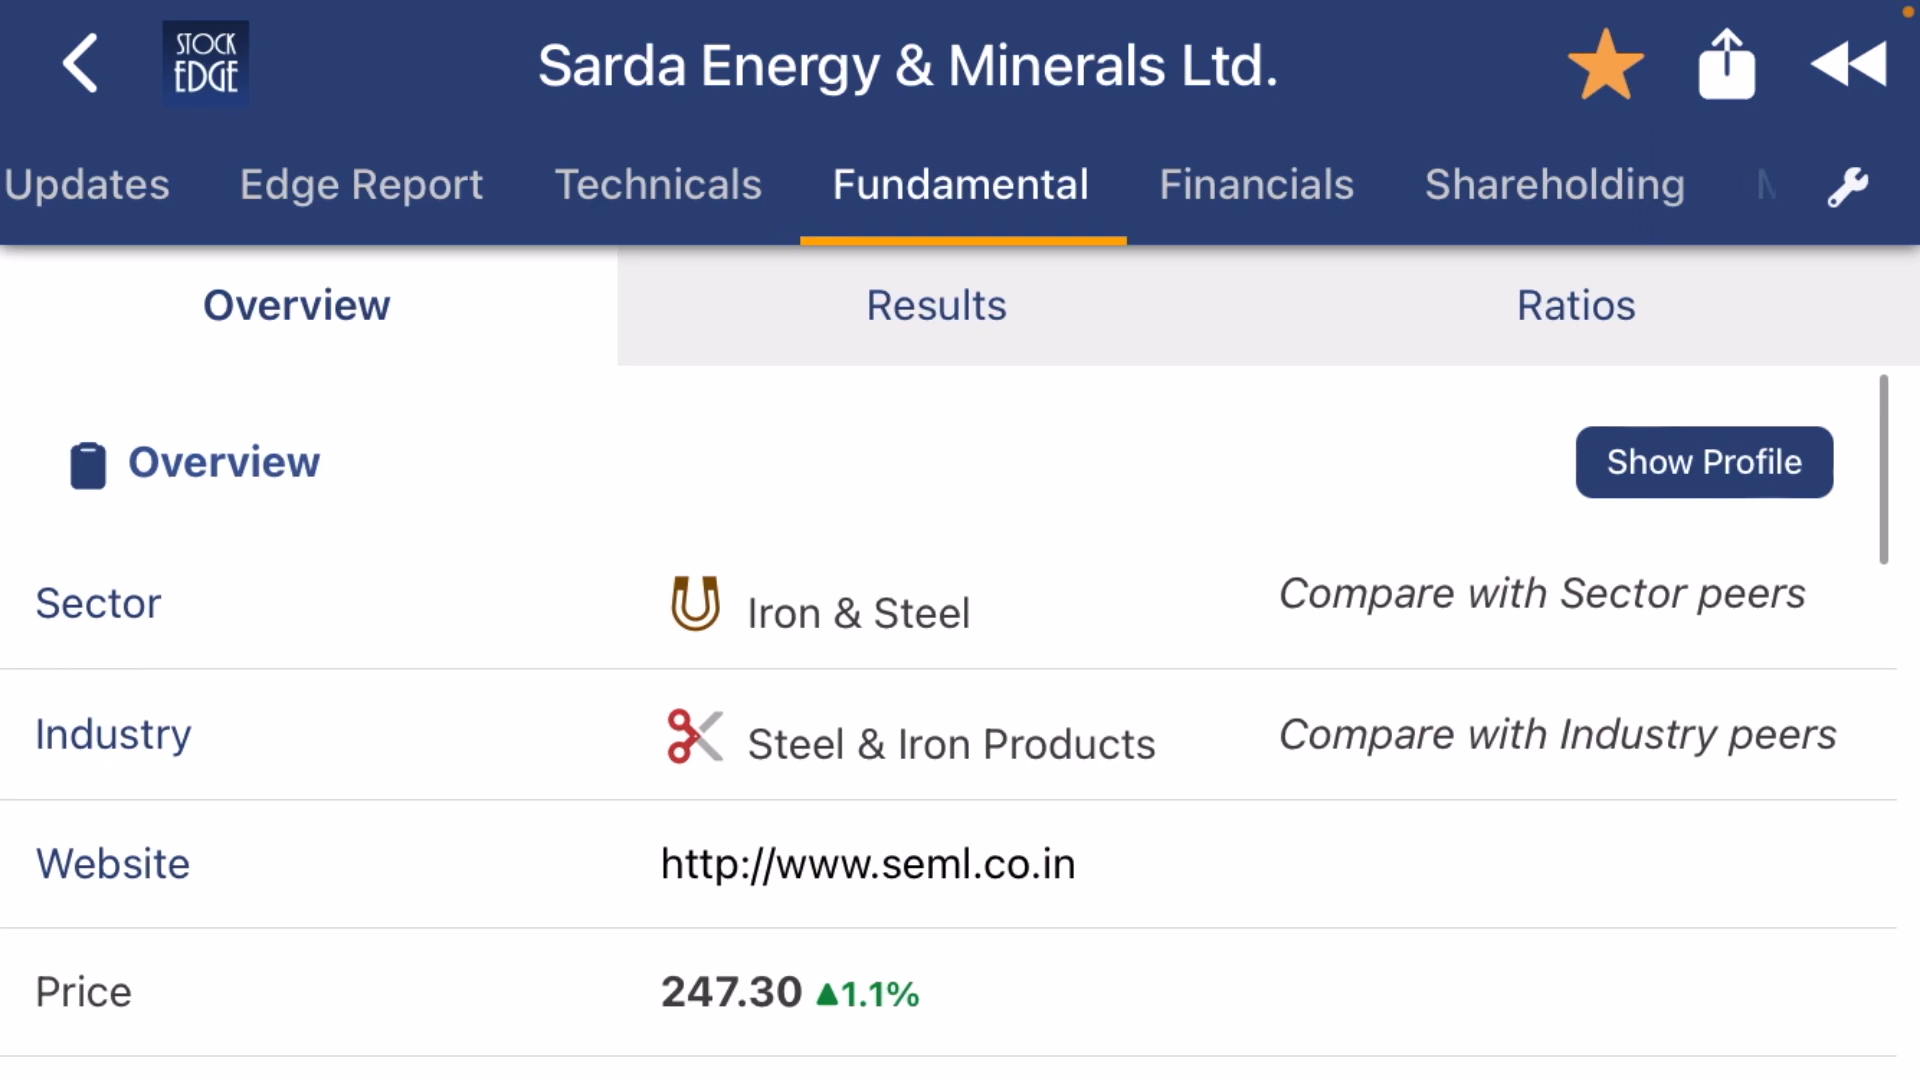 STOCK
EDGE
Sarda Energy & Minerals Ltd.
Updates Edge Report Technicals Fundamental Financials Shareholding M
Overview Results Ratios
Overview Show Profile
Sector Iron & Steel Compare with Sector peers
Industry Steel & Iron Products Compare with Industry peers
Website http://www.seml.co.in
Price 247.30 ▲1.1%